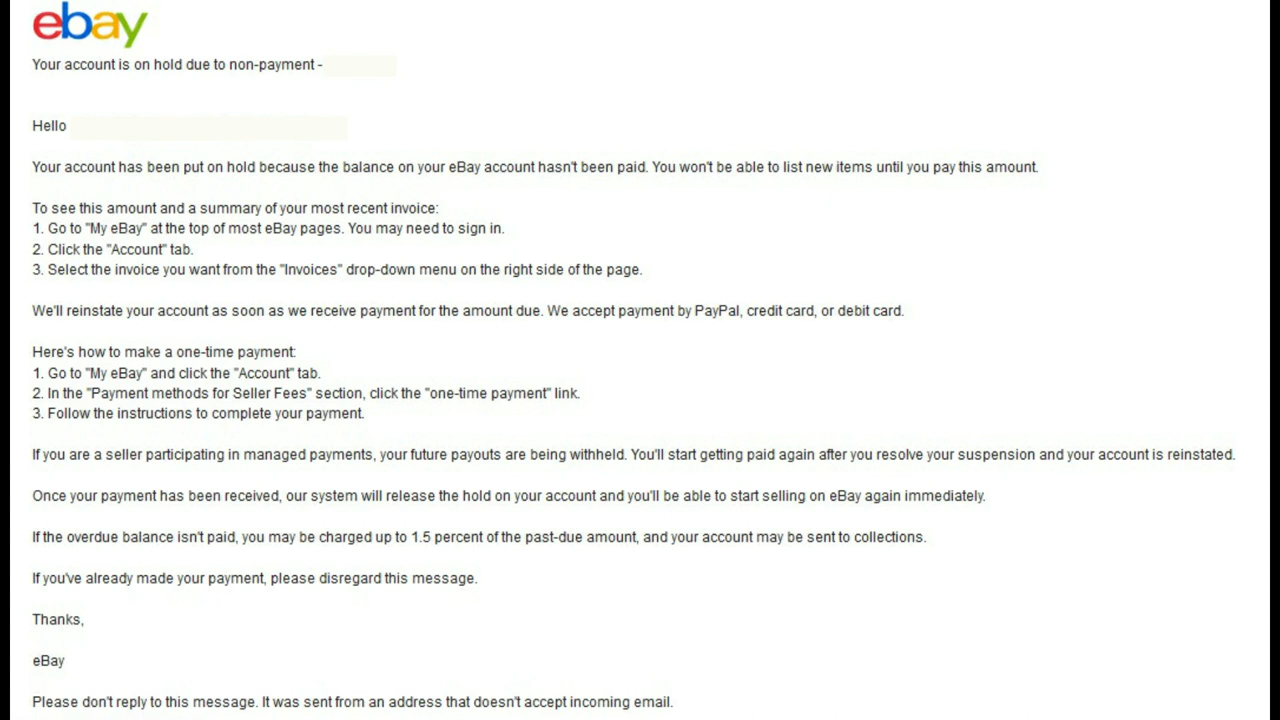 ebay
Your account is on hold due to non-payment -
Hello
Your account has been put on hold because the balance on your eBay account hasn't been paid. You won't be able to list new items until you pay this amount.
To see this amount and a summary of your most recent invoice:
1. Go to "My eBay" at the top of most eBay pages. You may need to sign in.
2. Click the "Account" tab.
3. Select the invoice you want from the "Invoices" drop-down menu on the right side of the page.
We'll reinstate your account as soon as we receive payment for the amount due. We accept payment by PayPal, credit card, or debit card.
Here's how to make a one-time payment:
1. Go to "My eBay" and click the "Account" tab.
2. In the "Payment methods for Seller Fees" section, click the "one-time payment" link.
3. Follow the instructions to complete your payment.
If you are a seller participating in managed payments, your future payouts are being withheld. You'll start getting paid again after you resolve your suspension and your account is reinstated.
Once your payment has been received, our system will release the hold on your account and you'll be able to start selling on eBay again immediately.
If the overdue balance isn't paid, you may be charged up to 1.5 percent of the past-due amount, and your account may be sent to collections.
If you've already made your payment, please disregard this message.
Thanks,
eBay
Please don't reply to this message. It was sent from an address that doesn't accept incoming email.